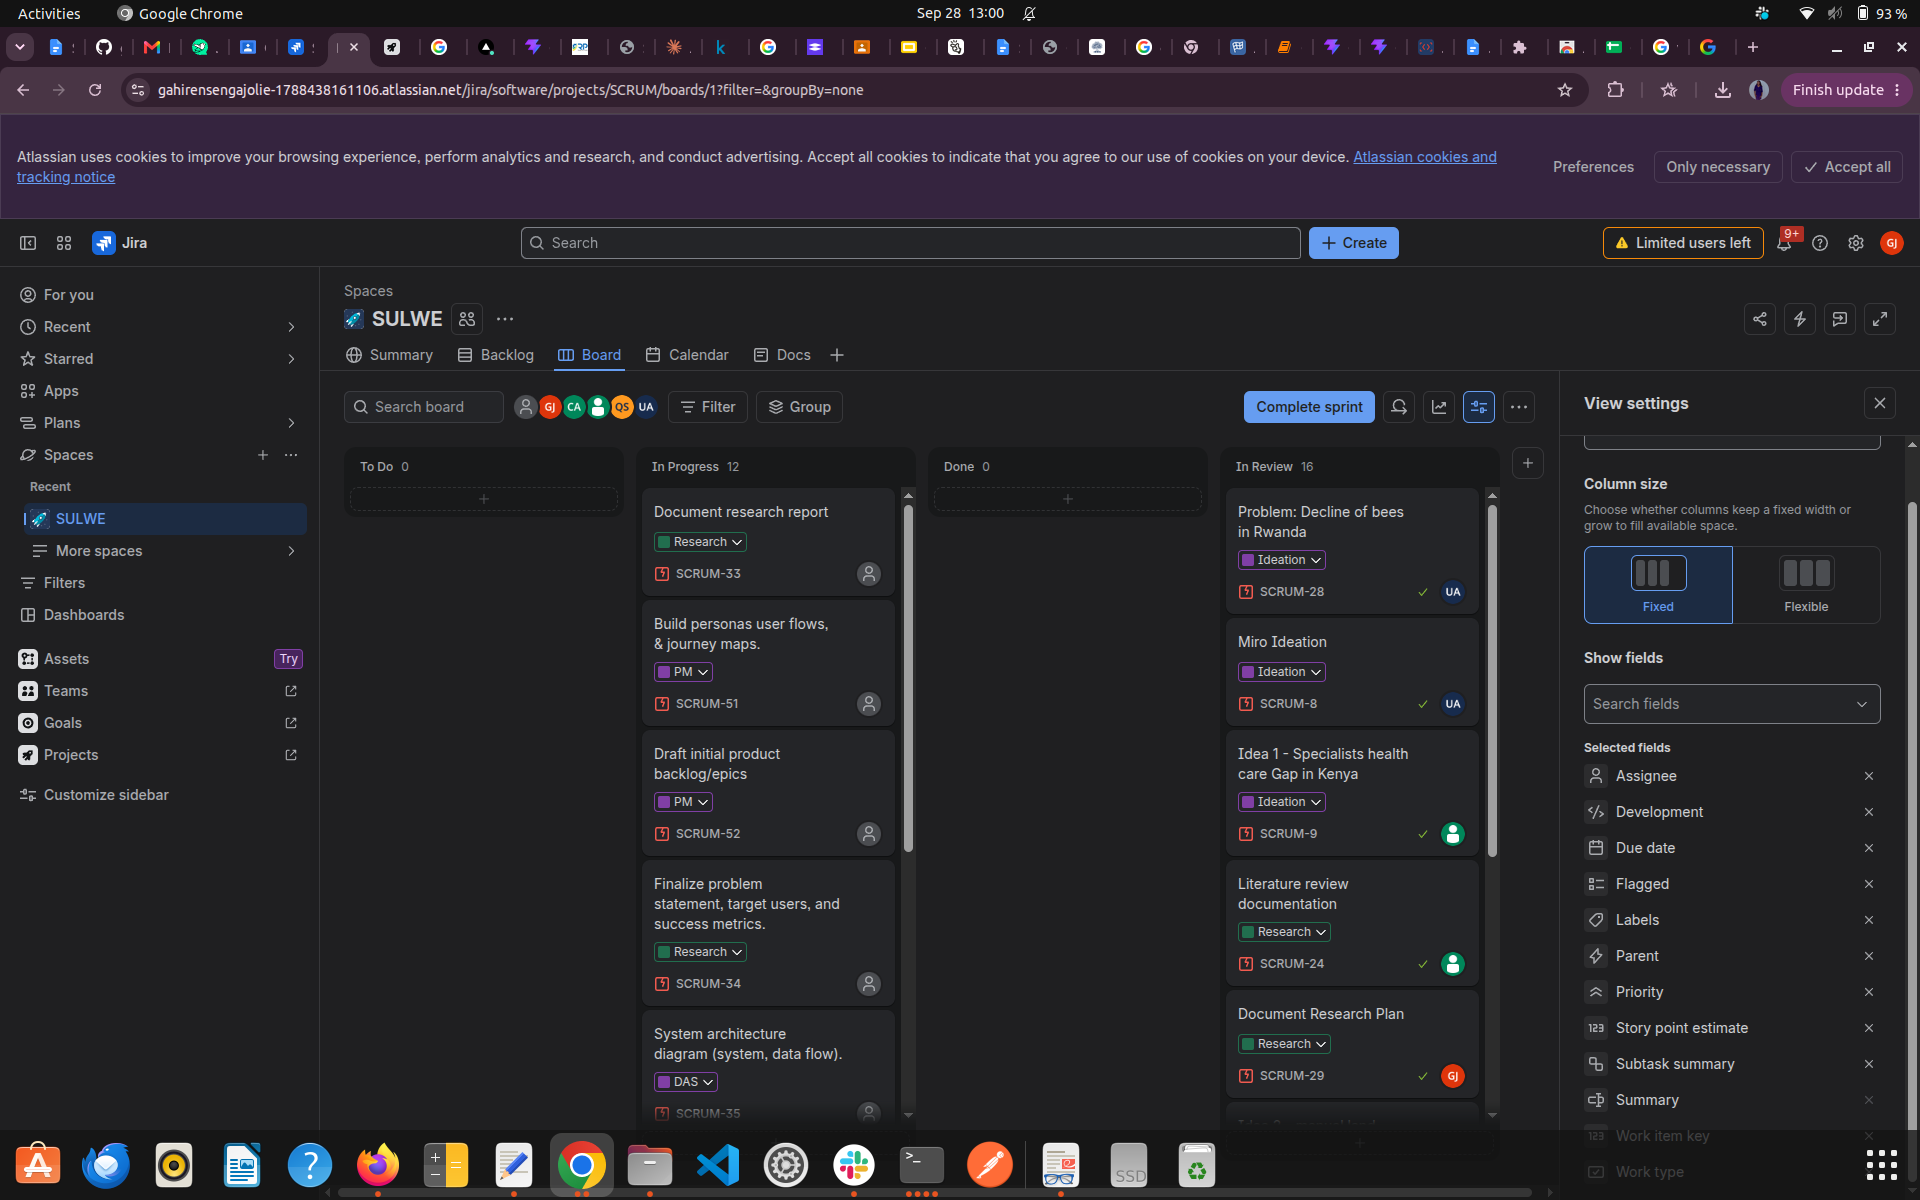 Activities
Google Chrome
Sep 28 13:00
93 %
gahirensengajolie-1788438161106.atlassian.net/jira/software/projects/SCRUM/boards/1?filter=&groupBy=none
Finish update
Atlassian uses cookies to improve your browsing experience, perform analytics and research, and conduct advertising. Accept all cookies to indicate that you agree to our use of cookies on your device. Atlassian cookies and
tracking notice
Preferences
Only necessary
Accept all
Jira
Search
Create
Limited users left
9+
GJ
For you
Recent
Starred
Apps
Plans
Spaces
Recent
SULWE
More spaces
Filters
Dashboards
Assets
Try
Teams
Goals
Projects
Customize sidebar
Spaces
SULWE
Summary
Backlog
Board
Calendar
Docs
Search board
GJ
CA
QS
UA
Filter
Group
Complete sprint
To Do 0
In Progress 12
Document research report
Research
SCRUM-33
Build personas user flows,
& journey maps.
PM
SCRUM-51
Draft initial product
backlog/epics
PM
SCRUM-52
Finalize problem
statement, target users, and
success metrics.
Research
SCRUM-34
System architecture
diagram (system, data flow).
DAS
SCRUM-35
Done 0
In Review 16
Problem: Decline of bees
in Rwanda
Ideation
SCRUM-28
UA
Miro Ideation
Ideation
SCRUM-8
UA
Idea 1 - Specialists health
care Gap in Kenya
Ideation
SCRUM-9
Literature review
documentation
Research
SCRUM-24
Document Research Plan
Research
SCRUM-29
GJ
View settings
Column size
Choose whether columns keep a fixed width or
grow to fill available space.
Fixed
Flexible
Show fields
Search fields
Selected fields
Assignee
Development
Due date
Flagged
Labels
Parent
Priority
123 Story point estimate
Subtask summary
Summary
123 Work item key
Work type
SSD